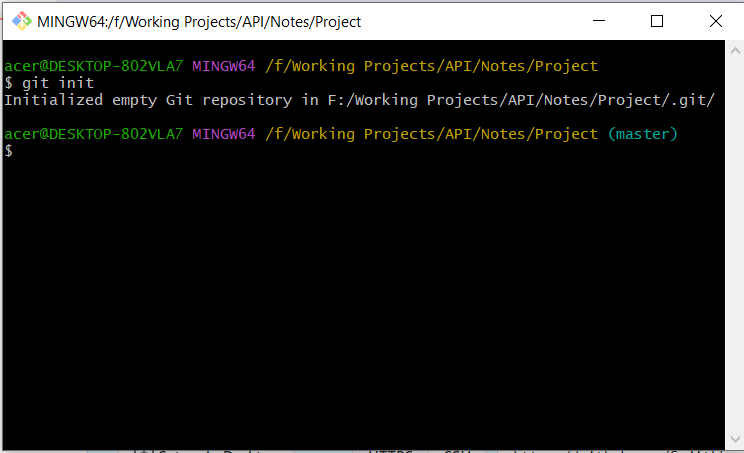 MINGW64:/f/Working Projects/API/Notes/Project
acer@DESKTOP-802VLA7 MINGW64 /f/Working Projects/API/Notes/Project
$ git init
Initialized empty Git repository in F:/Working Projects/API/Notes/Project/.git/
acer@DESKTOP-802VLA7 MINGW64 /f/Working Projects/API/Notes/Project (master)
$